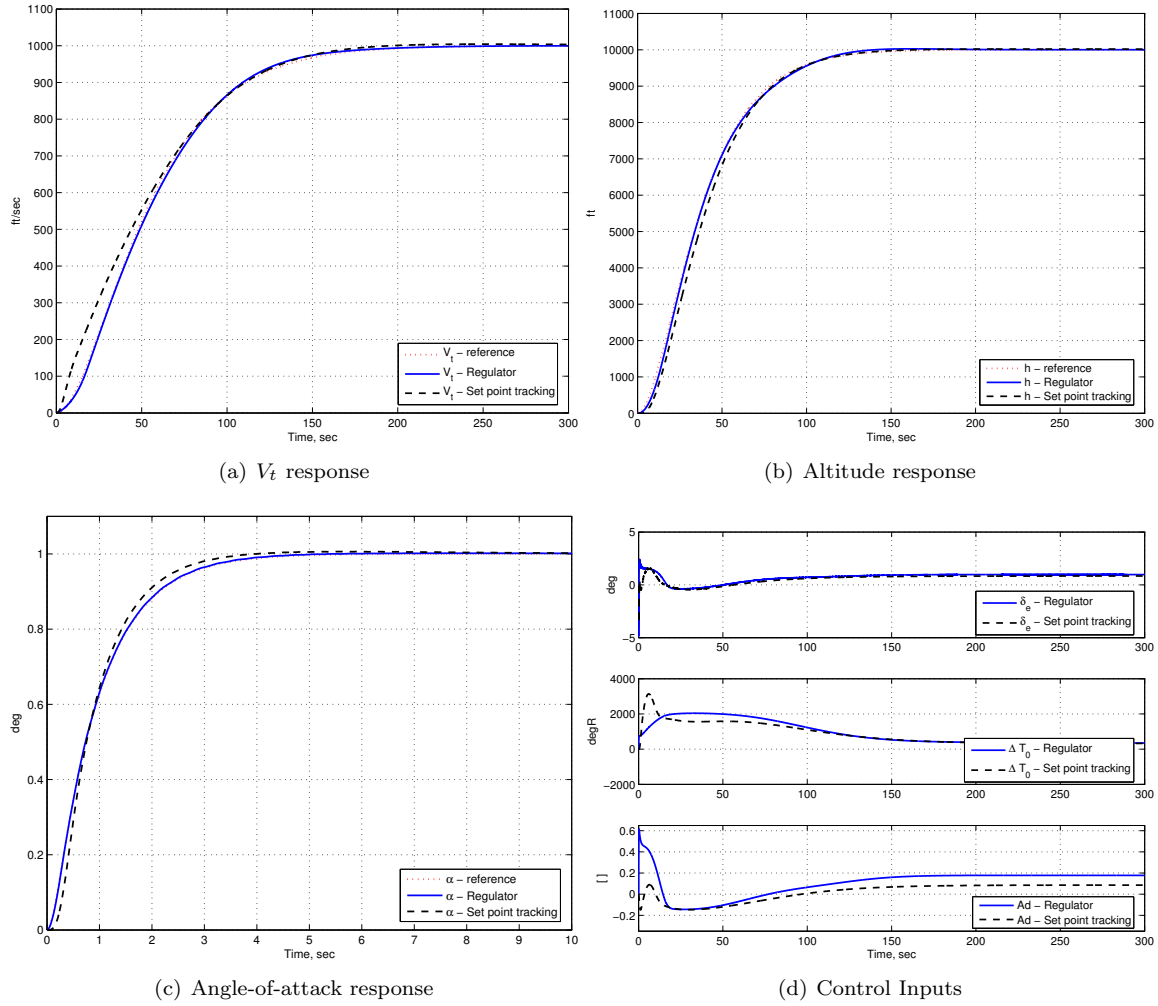 1100
1000
900
800
700
600
500
400
300
200
100
0
ft/sec
0 50 100 150 200 250 300
Time, sec
V_t − reference
V_t − Regulator
V_t − Set point tracking
(a) V_t response
11000
10000
9000
8000
7000
6000
5000
4000
3000
2000
1000
0
ft
0 50 100 150 200 250 300
Time, sec
h − reference
h − Regulator
h − Set point tracking
(b) Altitude response
1
0.8
0.6
0.4
0.2
0
deg
0 1 2 3 4 5 6 7 8 9 10
Time, sec
α − reference
α − Regulator
α − Set point tracking
(c) Angle-of-attack response
5
0
−5
deg
0 50 100 150 200 250 300
δ_e − Regulator
δ_e − Set point tracking
4000
2000
0
−2000
degR
0 50 100 150 200 250 300
Δ T_0 − Regulator
Δ T_0 − Set point tracking
0.6
0.4
0.2
0
−0.2
[ ]
0 50 100 150 200 250 300
Time, sec
Ad − Regulator
Ad − Set point tracking
(d) Control Inputs